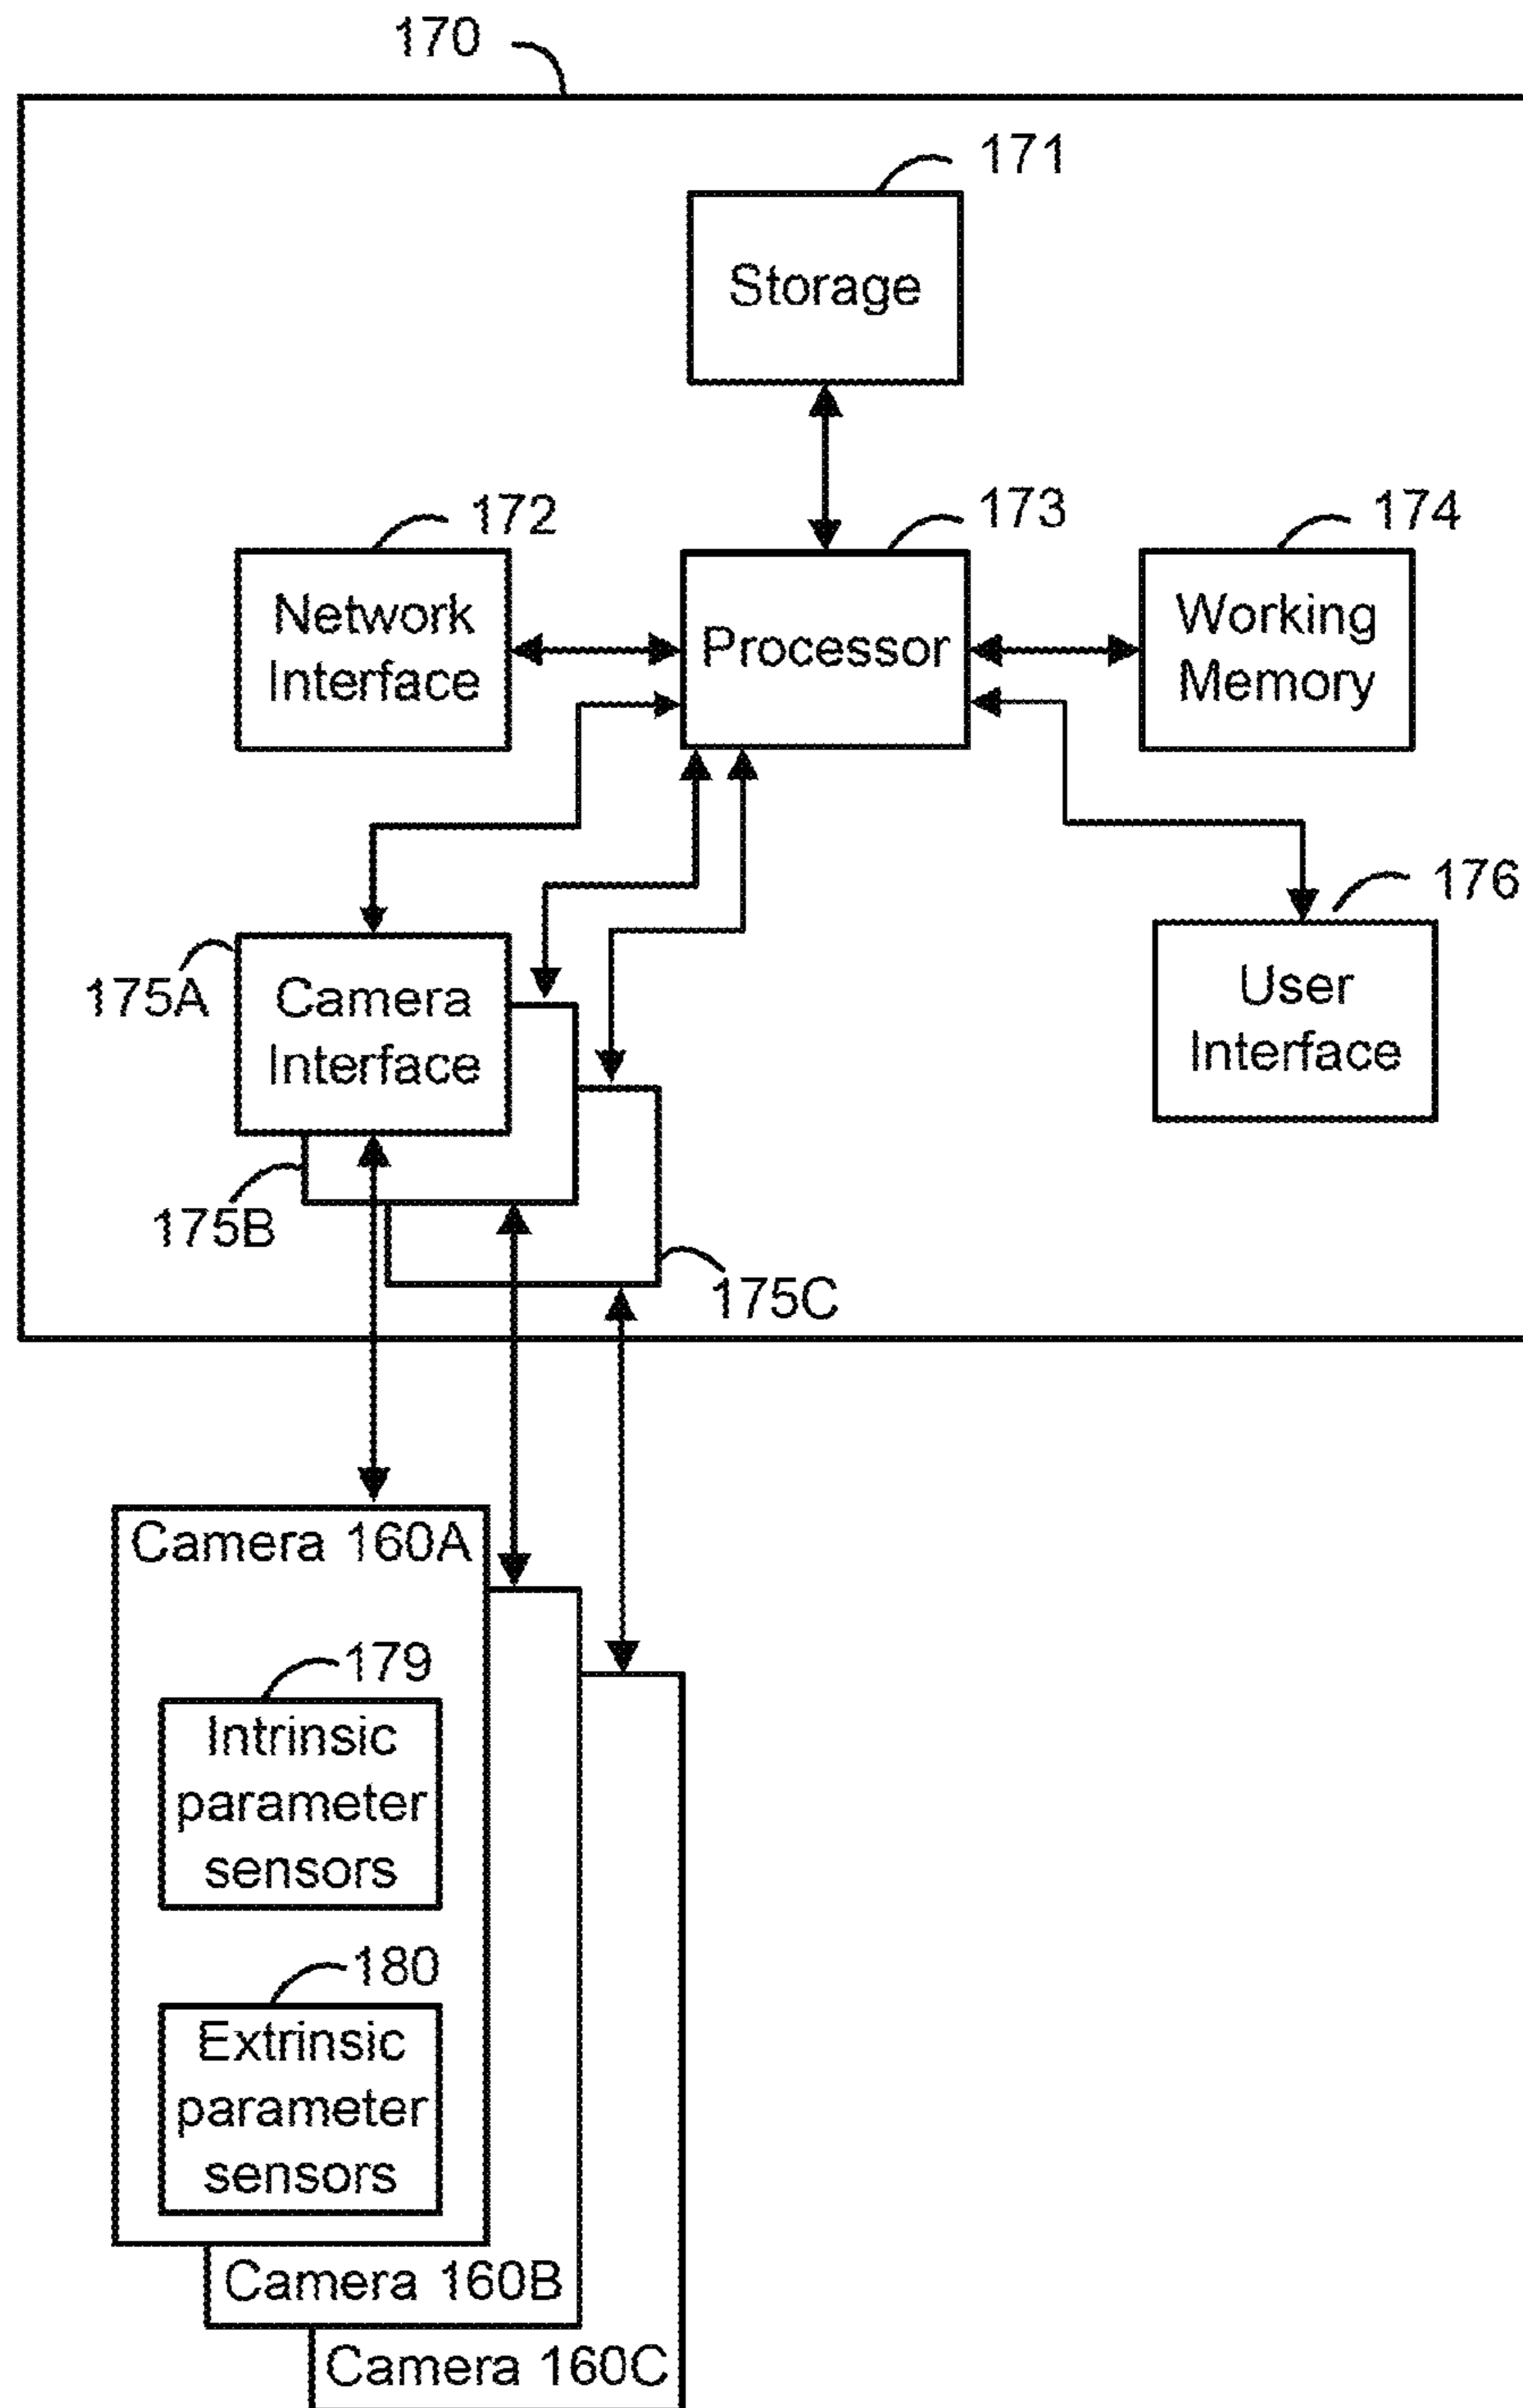 170
171
Storage
172
173
174
Network
Interface
Processor
Working
Memory
176
175A
Camera
Interface
User
Interface
175B
175C
Camera 160A
179
Intrinsic
parameter
sensors
180
Extrinsic
parameter
sensors
Camera 160B
Camera 160C